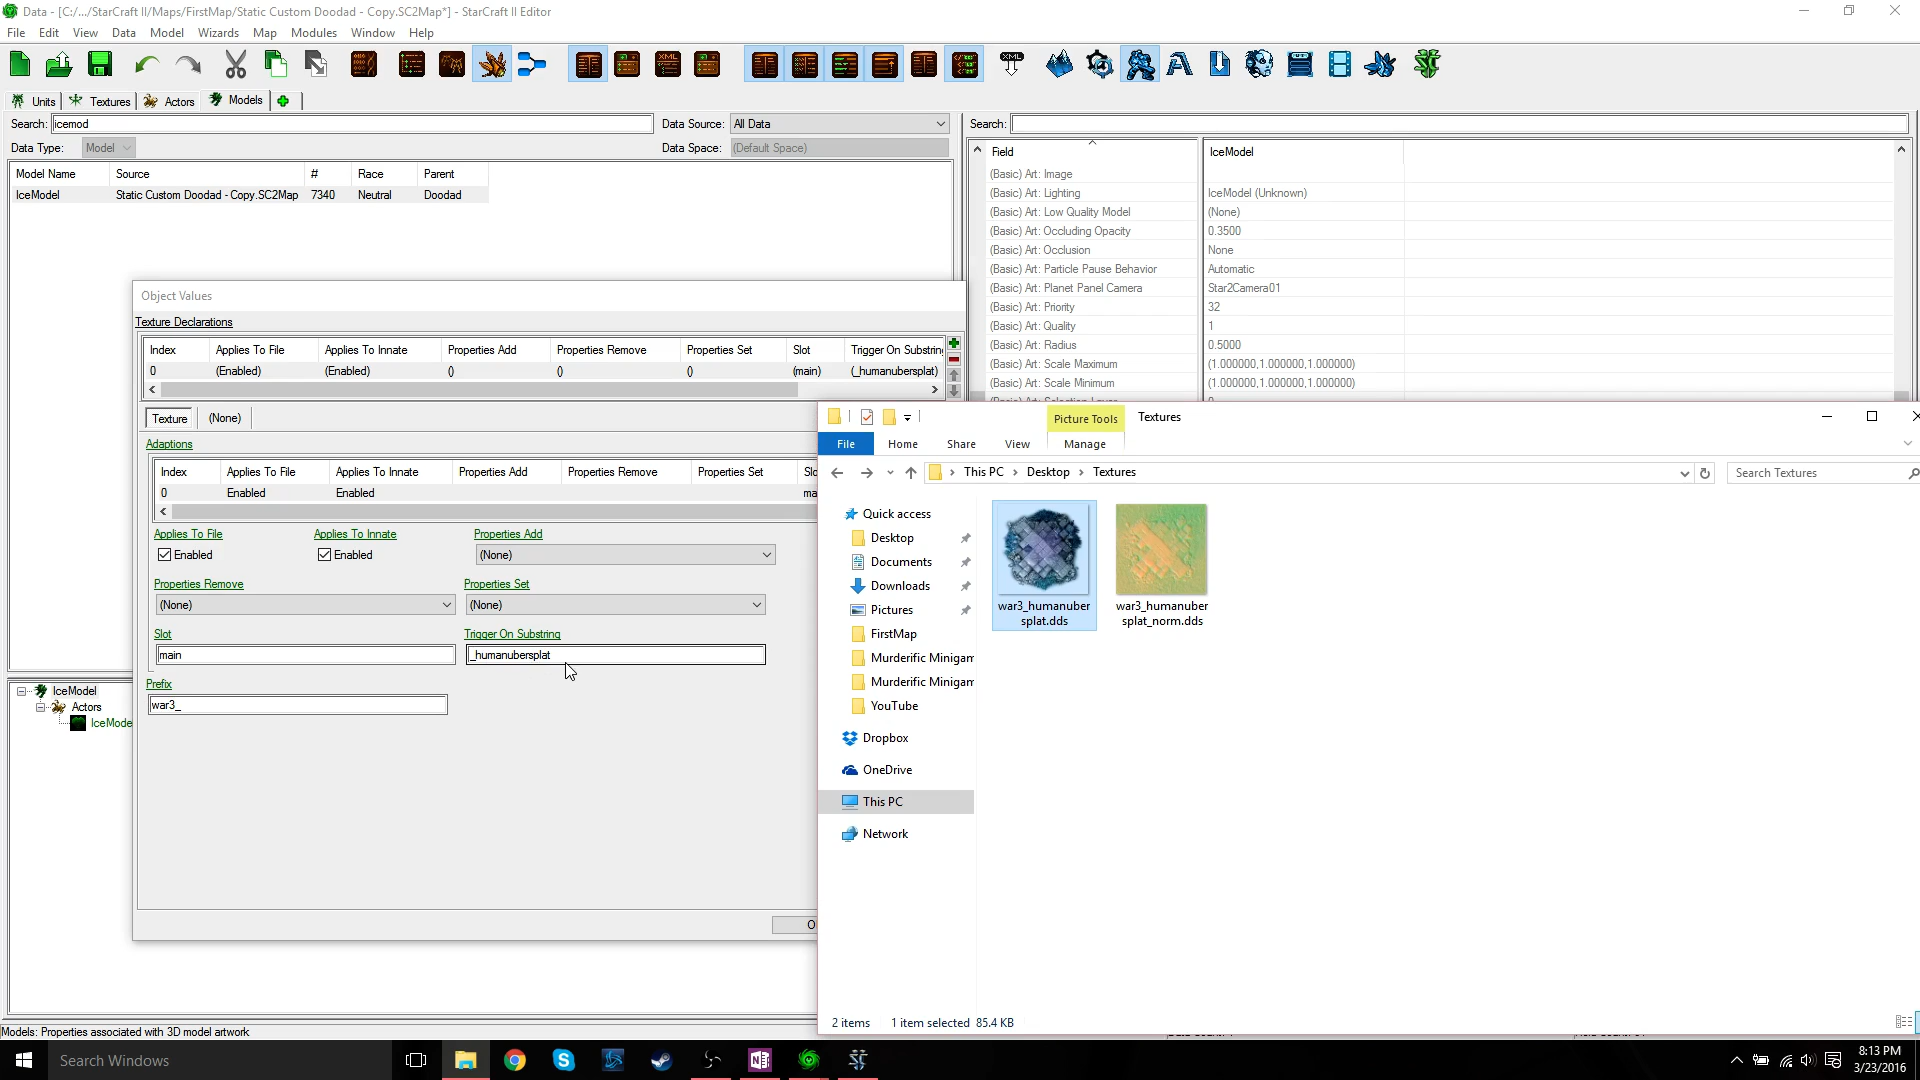 Data - [C:/.../StarCraft II/Maps/FirstMap/Static Custom Doodad - Copy.SC2Map*] - StarCraft II Editor
File Edit View Data Model Wizards Map Modules Window Help
Units Textures Actors Models
Search: icemod Data Source: All Data
Data Type: Model Data Space: (Default Space)
Model Name Source # Race Parent
IceModel Static Custom Doodad - Copy.SC2Map 7340 Neutral Doodad
Search:
Field IceModel
(Basic) Art: Image
(Basic) Art: Lighting IceModel (Unknown)
(Basic) Art: Low Quality Model (None)
(Basic) Art: Occluding Opacity 0.3500
(Basic) Art: Occlusion None
(Basic) Art: Particle Pause Behavior Automatic
(Basic) Art: Planet Panel Camera Star2Camera01
(Basic) Art: Priority 32
(Basic) Art: Quality 1
(Basic) Art: Radius 0.5000
(Basic) Art: Scale Maximum (1.000000,1.000000,1.000000)
(Basic) Art: Scale Minimum (1.000000,1.000000,1.000000)
Object Values
Texture Declarations
Index Applies To File Applies To Innate Properties Add Properties Remove Properties Set Slot Trigger On Substrin
0 (Enabled) (Enabled) () () () (main) (_humanubersplat)
Texture (None)
Adaptions
Index Applies To File Applies To Innate Properties Add Properties Remove Properties Set Slo
0 Enabled Enabled ma
Applies To File Applies To Innate Properties Add
Enabled Enabled (None)
Properties Remove Properties Set
(None) (None)
Slot Trigger On Substring
main _humanubersplat
Prefix
war3_
O
IceModel
Actors
IceMode
Models: Properties associated with 3D model artwork
Picture Tools Textures
File Home Share View Manage
This PC Desktop Textures Search Textures
Quick access
Desktop
Documents
Downloads
Pictures
FirstMap
Murderific Minigam
Murderific Minigam
YouTube
Dropbox
OneDrive
This PC
Network
war3_humanuber
splat.dds
war3_humanuber
splat_norm.dds
2 items 1 item selected 85.4 KB
Search Windows
8:13 PM
3/23/2016